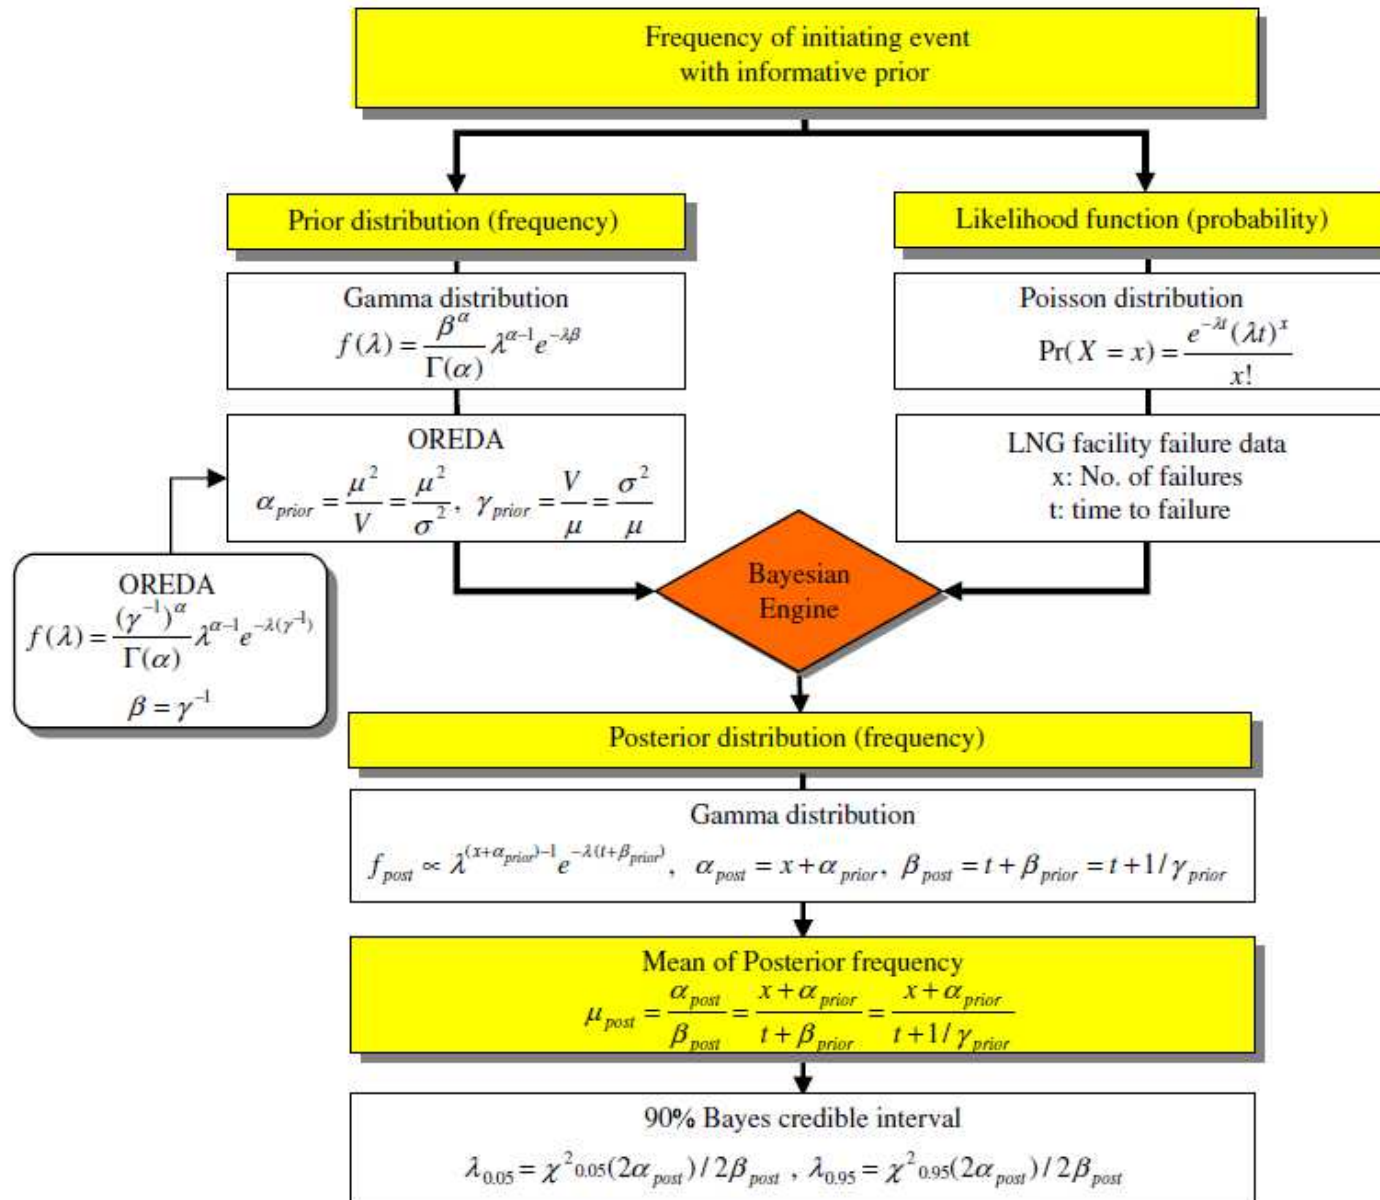 Frequency of initiating event
with informative prior
Prior distribution (frequency)
Likelihood function (probability)
Gamma distribution
f(λ) = β^α / Γ(α) λ^(α−1) e^(−λβ)
Poisson distribution
Pr(X = x) = e^(−λt) (λt)^x / x!
OREDA
α_prior = μ² / V = μ² / σ², γ_prior = V / μ = σ² / μ
LNG facility failure data
x: No. of failures
t: time to failure
OREDA
f(λ) = (γ⁻¹)^α / Γ(α) λ^(α−1) e^(−λ(γ⁻¹))
β = γ⁻¹
Bayesian
Engine
Posterior distribution (frequency)
Gamma distribution
f_post ∝ λ^((x+α_prior)−1) e^(−λ(t+β_prior)), α_post = x + α_prior, β_post = t + β_prior = t + 1/γ_prior
Mean of Posterior frequency
μ_post = α_post / β_post = (x + α_prior) / (t + β_prior) = (x + α_prior) / (t + 1/γ_prior)
90% Bayes credible interval
λ_0.05 = χ²_0.05(2α_post) / 2β_post , λ_0.95 = χ²_0.95(2α_post) / 2β_post